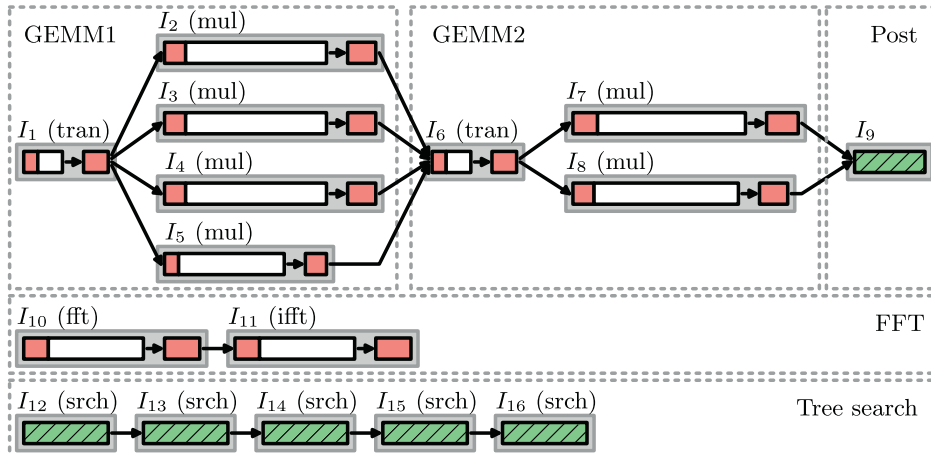 GEMM1
I2 (mul)
GEMM2
Post
I3 (mul)
I7 (mul)
I1 (tran)
I6 (tran)
I9
I4 (mul)
I8 (mul)
I5 (mul)
I10 (fft)
I11 (ifft)
FFT
I12 (srch)
I13 (srch)
I14 (srch)
I15 (srch)
I16 (srch)
Tree search